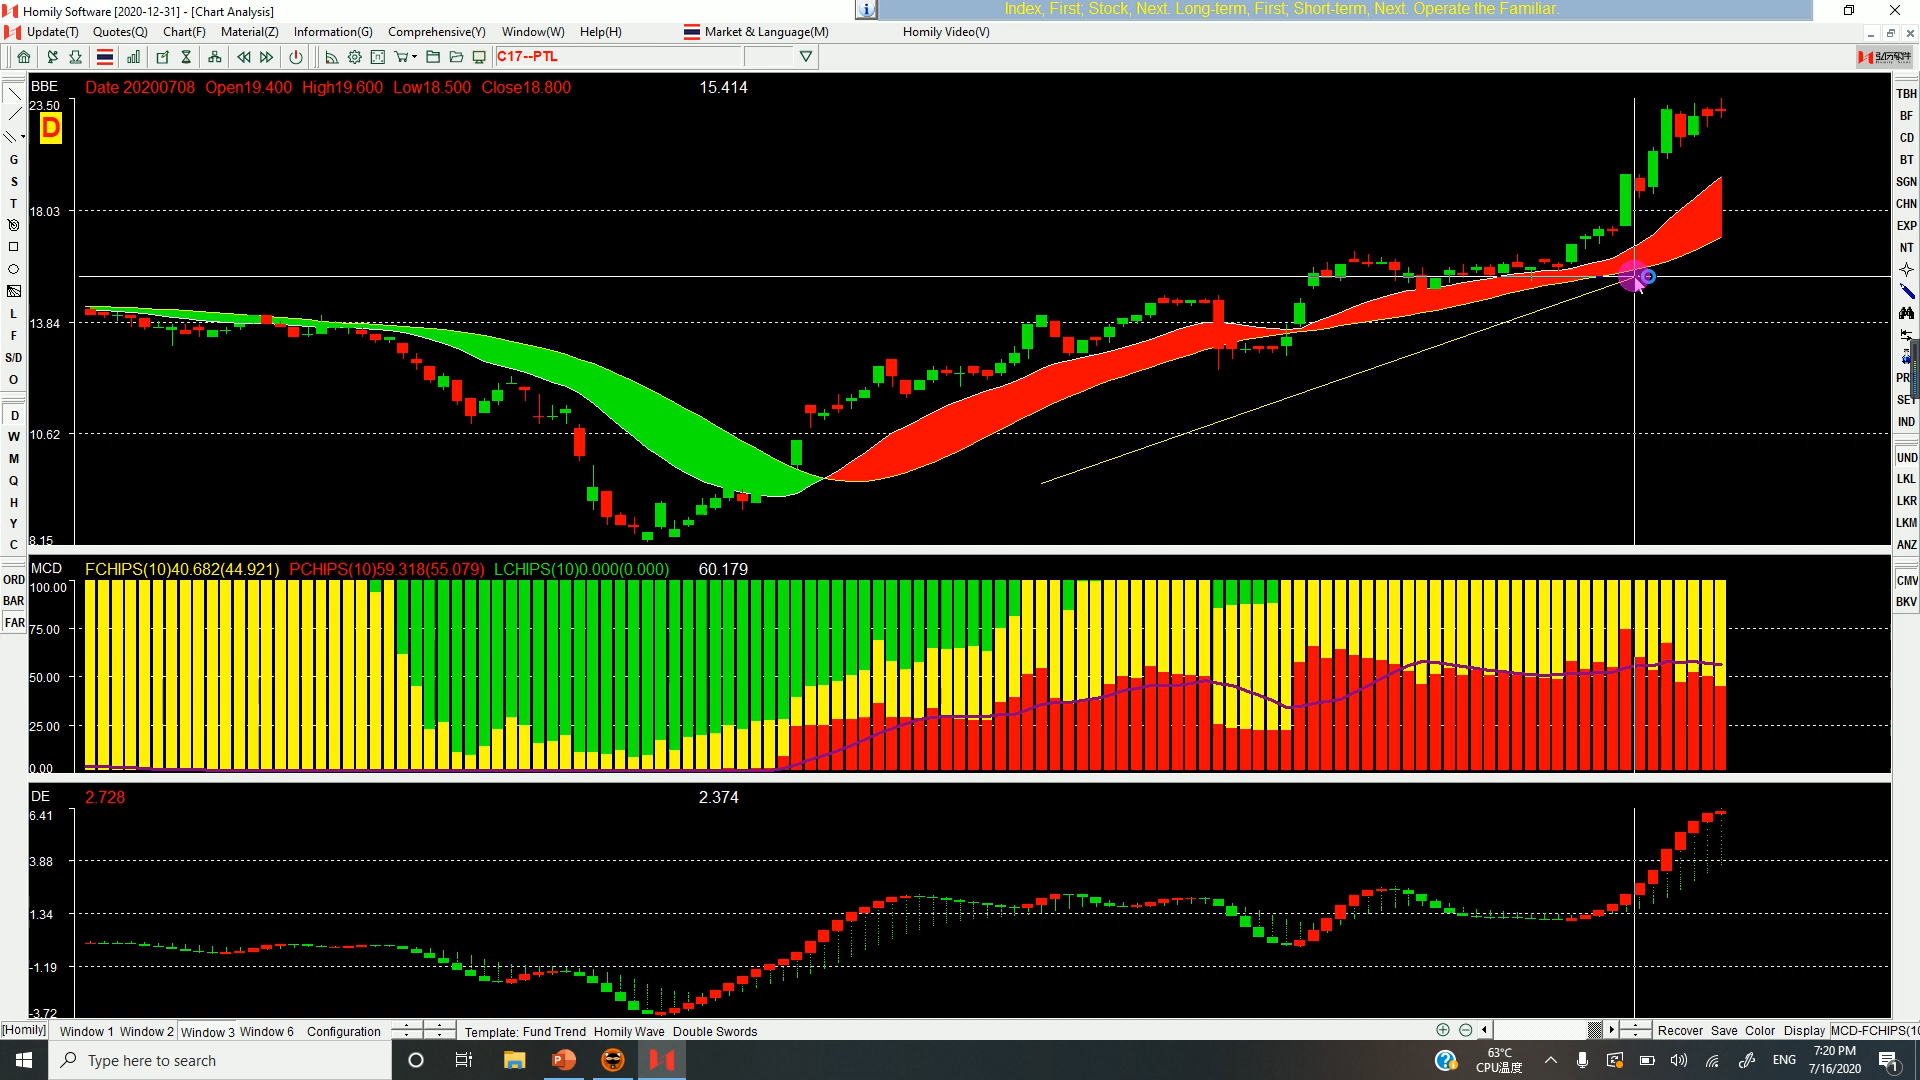 Homily Software [2020-12-31] - [Chart Analysis]
Index, First; Stock, Next. Long-term, First; Short-term, Next. Operate the Familiar.
Update(T) Quotes(Q) Chart(F) Material(Z) Information(G) Comprehensive(Y) Window(W) Help(H) Market & Language(M) Homily Video(V)
C17--PTL
BBE Date 20200708 Open19.400 High19.600 Low18.500 Close18.800 15.414
23.50
D
18.03
13.84
10.62
8.15
MCD FCHIPS(10)40.682(44.921) PCHIPS(10)59.318(55.079) LCHIPS(10)0.000(0.000) 60.179
100.00
75.00
50.00
25.00
0.00
DE 2.728 2.374
6.41
3.88
1.34
-1.19
-3.72
G
S
T
L
F
S/D
O
D
W
M
Q
H
Y
C
ORD
BAR
FAR
TBH
BF
CD
BT
SGN
CHN
EXP
NT
PR
SET
IND
UND
LKL
LKR
LKM
ANZ
CMV
BKV
[Homily] Window 1 Window 2 Window 3 Window 6 Configuration Template: Fund Trend Homily Wave Double Swords Recover Save Color Display MCD-FCHIPS(10
Type here to search
63°C
CPU温度
ENG
7:20 PM
7/16/2020
1